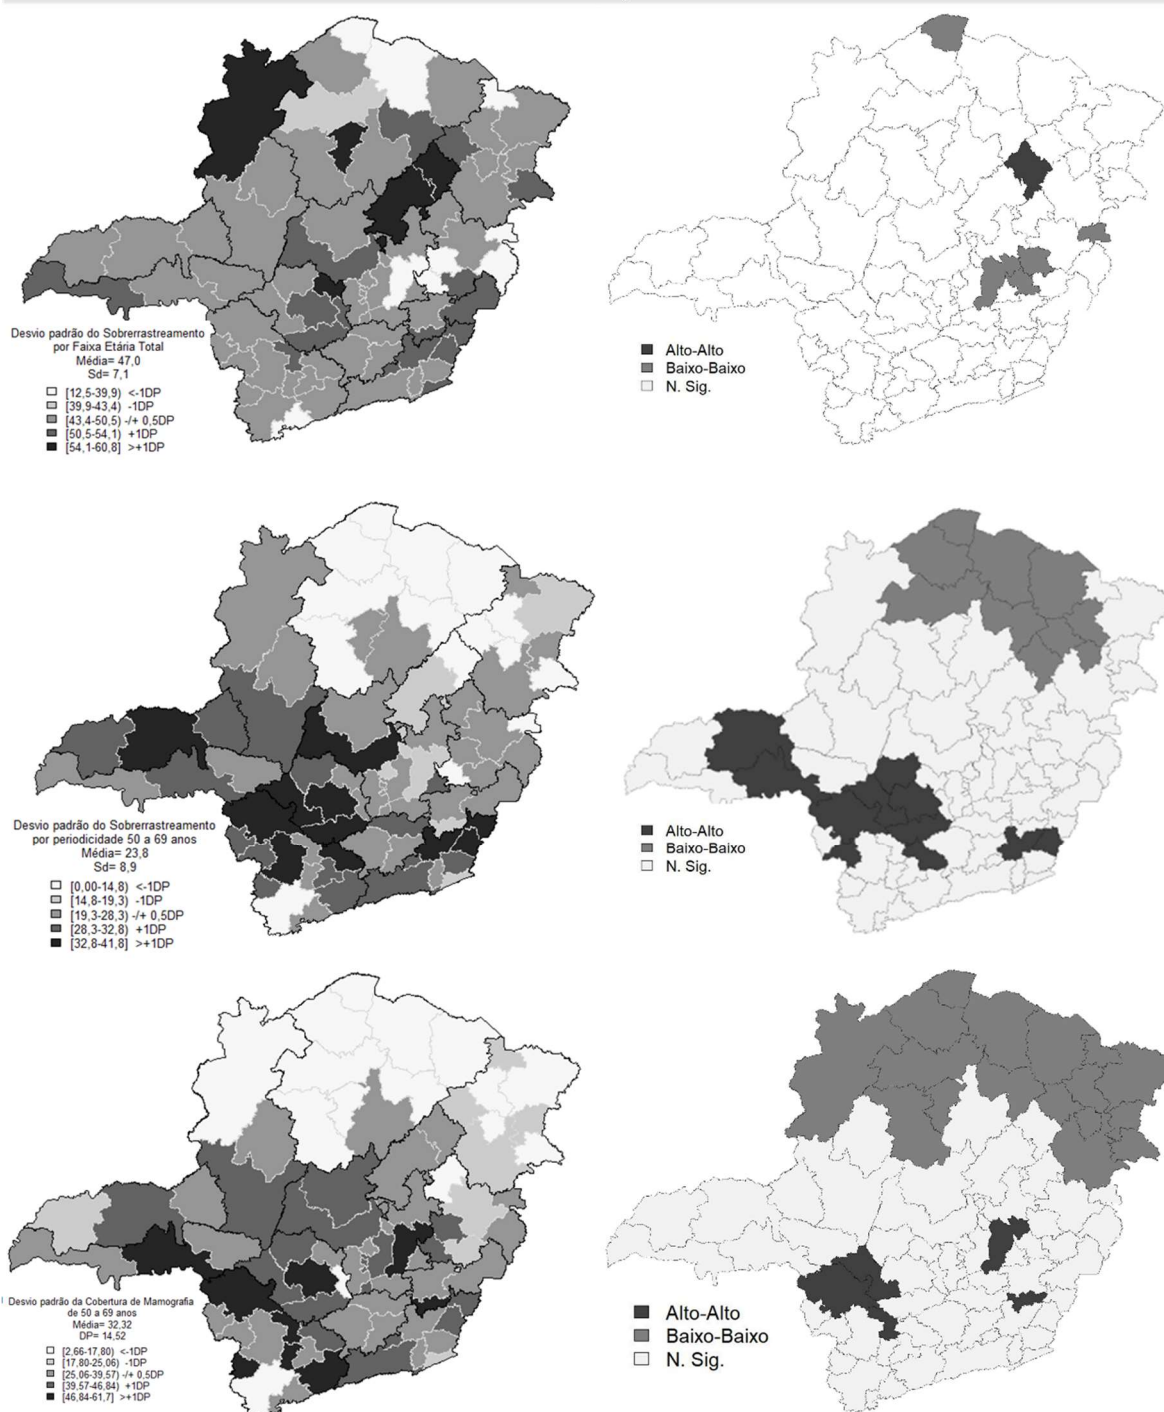 Desvio padrão do Sobrerrastreamento
por Faixa Etária Total
Média= 47,0
Sd= 7,1
[12,5-39,9) <-1DP
[39,9-43,4) -1DP
[43,4-50,5) -/+ 0,5DP
[50,5-54,1) +1DP
[54,1-60,8] >+1DP
Alto-Alto
Baixo-Baixo
N. Sig.
Desvio padrão do Sobrerrastreamento
por periodicidade 50 a 69 anos
Média= 23,8
Sd= 8,9
[0,00-14,8) <-1DP
[14,8-19,3) -1DP
[19,3-28,3) -/+ 0,5DP
[28,3-32,8) +1DP
[32,8-41,8] >+1DP
Alto-Alto
Baixo-Baixo
N. Sig.
Desvio padrão da Cobertura de Mamografia
de 50 a 69 anos
Média= 32,32
DP= 14,52
[2,66-17,80) <-1DP
[17,80-25,06) -1DP
[25,06-39,57) -/+ 0,5DP
[39,57-46,84) +1DP
[46,84-61,7] >+1DP
Alto-Alto
Baixo-Baixo
N. Sig.